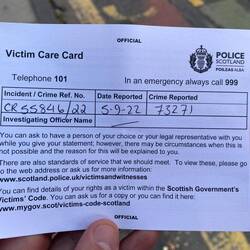 OFFICIAL
Victim Care Card
POLICE
SCOTLAND
POILEAS ALBA
Telephone 101
In an emergency always call 999
Incident / Crime Ref. No.
Date Reported
Crime Reported
CR55846/22
5-9-22
73271
Investigating Officer Name
You can ask to have a person of your choice or your legal representative with you
while you give your statement; however, there may be circumstances when this is
not possible and the reason for this will be explained to you.
There are also standards of service that you should meet. To view these, please go
to the web address or ask us for more information:
www.scotland.police.uk/victimsandwitnesses
You can find details of your rights as a victim within the Scottish Government's
Victims' Code. You can ask us for a copy or you can find it here:
www.mygov.scot/victims-code-scotland
OFFICIAL